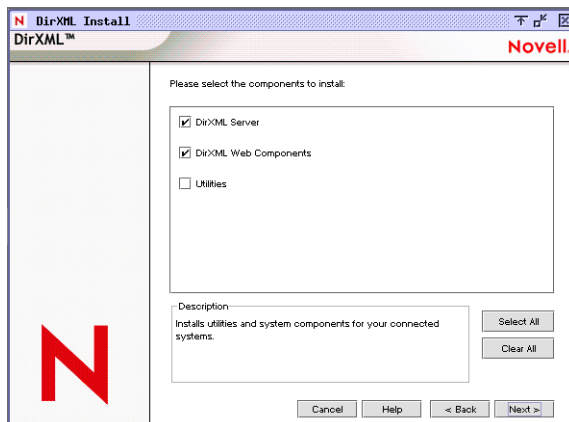 N DirXML Install
DirXML™
Novell.
Please select the components to install:
DirXML Server
DirXML Web Components
Utilities
Description
Installs utilities and system components for your connected
systems.
Select All
Clear All
N
Cancel
Help
< Back
Next >